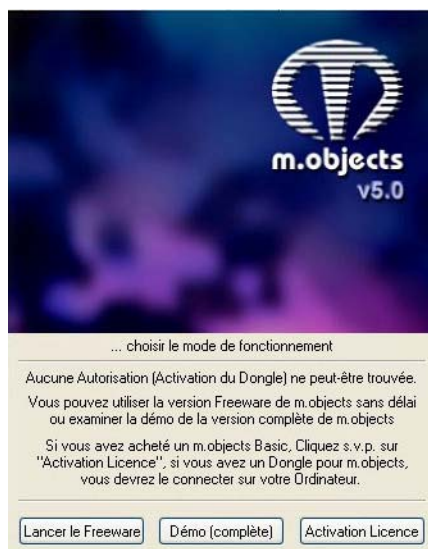 m.objects
v5.0
... choisir le mode de fonctionnement
Aucune Autorisation (Activation du Dongle) ne peut-être trouvée.
Vous pouvez utiliser la version Freeware de m.objects sans délai
ou examiner la démo de la version complète de m.objects
Si vous avez acheté un m.objects Basic, Cliquez s.v.p. sur
"Activation Licence", si vous avez un Dongle pour m.objects,
vous devrez le connecter sur votre Ordinateur.
Lancer le Freeware Démo (complète) Activation Licence